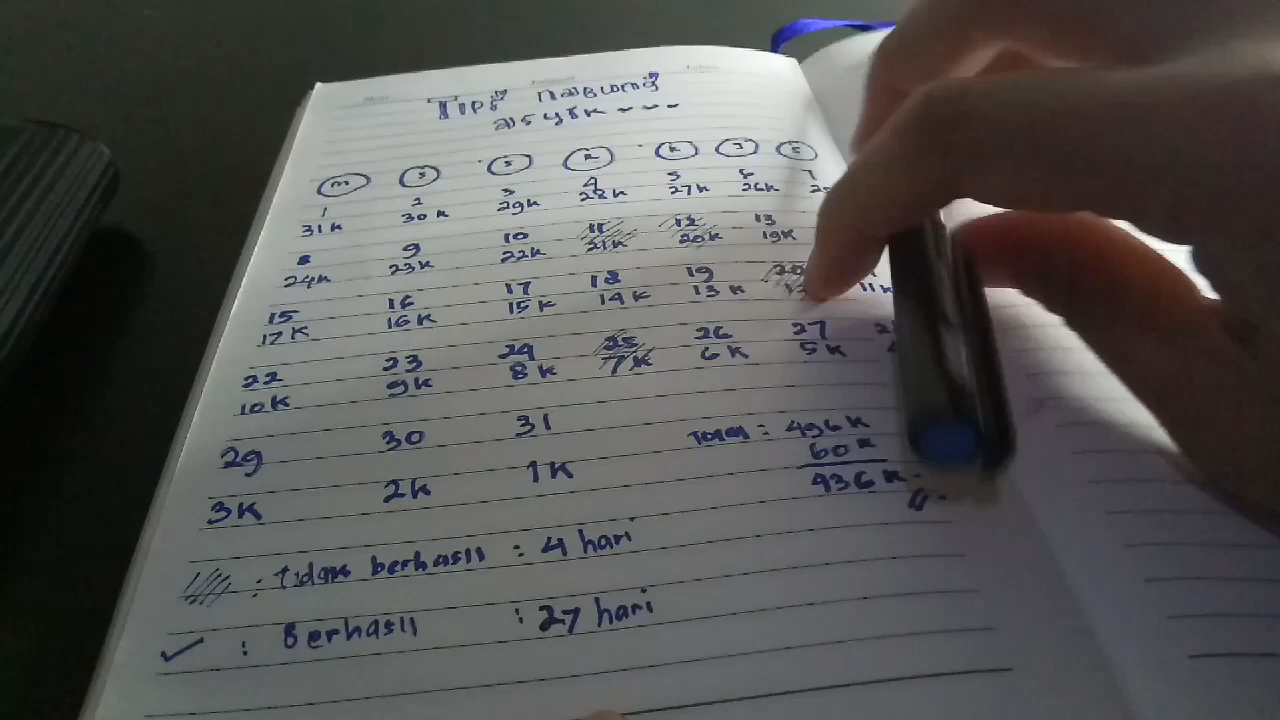 Tips
M S S R K J S
1 2 3 4 5 6 7
31K 30K 29K 28K 27K 26K
8 9 10 11 12 13
24K 23K 22K 21K 20K 19K
15 16 17 18 19 20
17K 16K 15K 14K 13K 11K
22 23 24 25 26 27
10K 9K 8K 7K 6K 5K
29 30 31
3K 2K 1K
Total : 496K
60K
436K
: Tidak berhasil : 4 hari
✓ : Berhasil : 27 hari